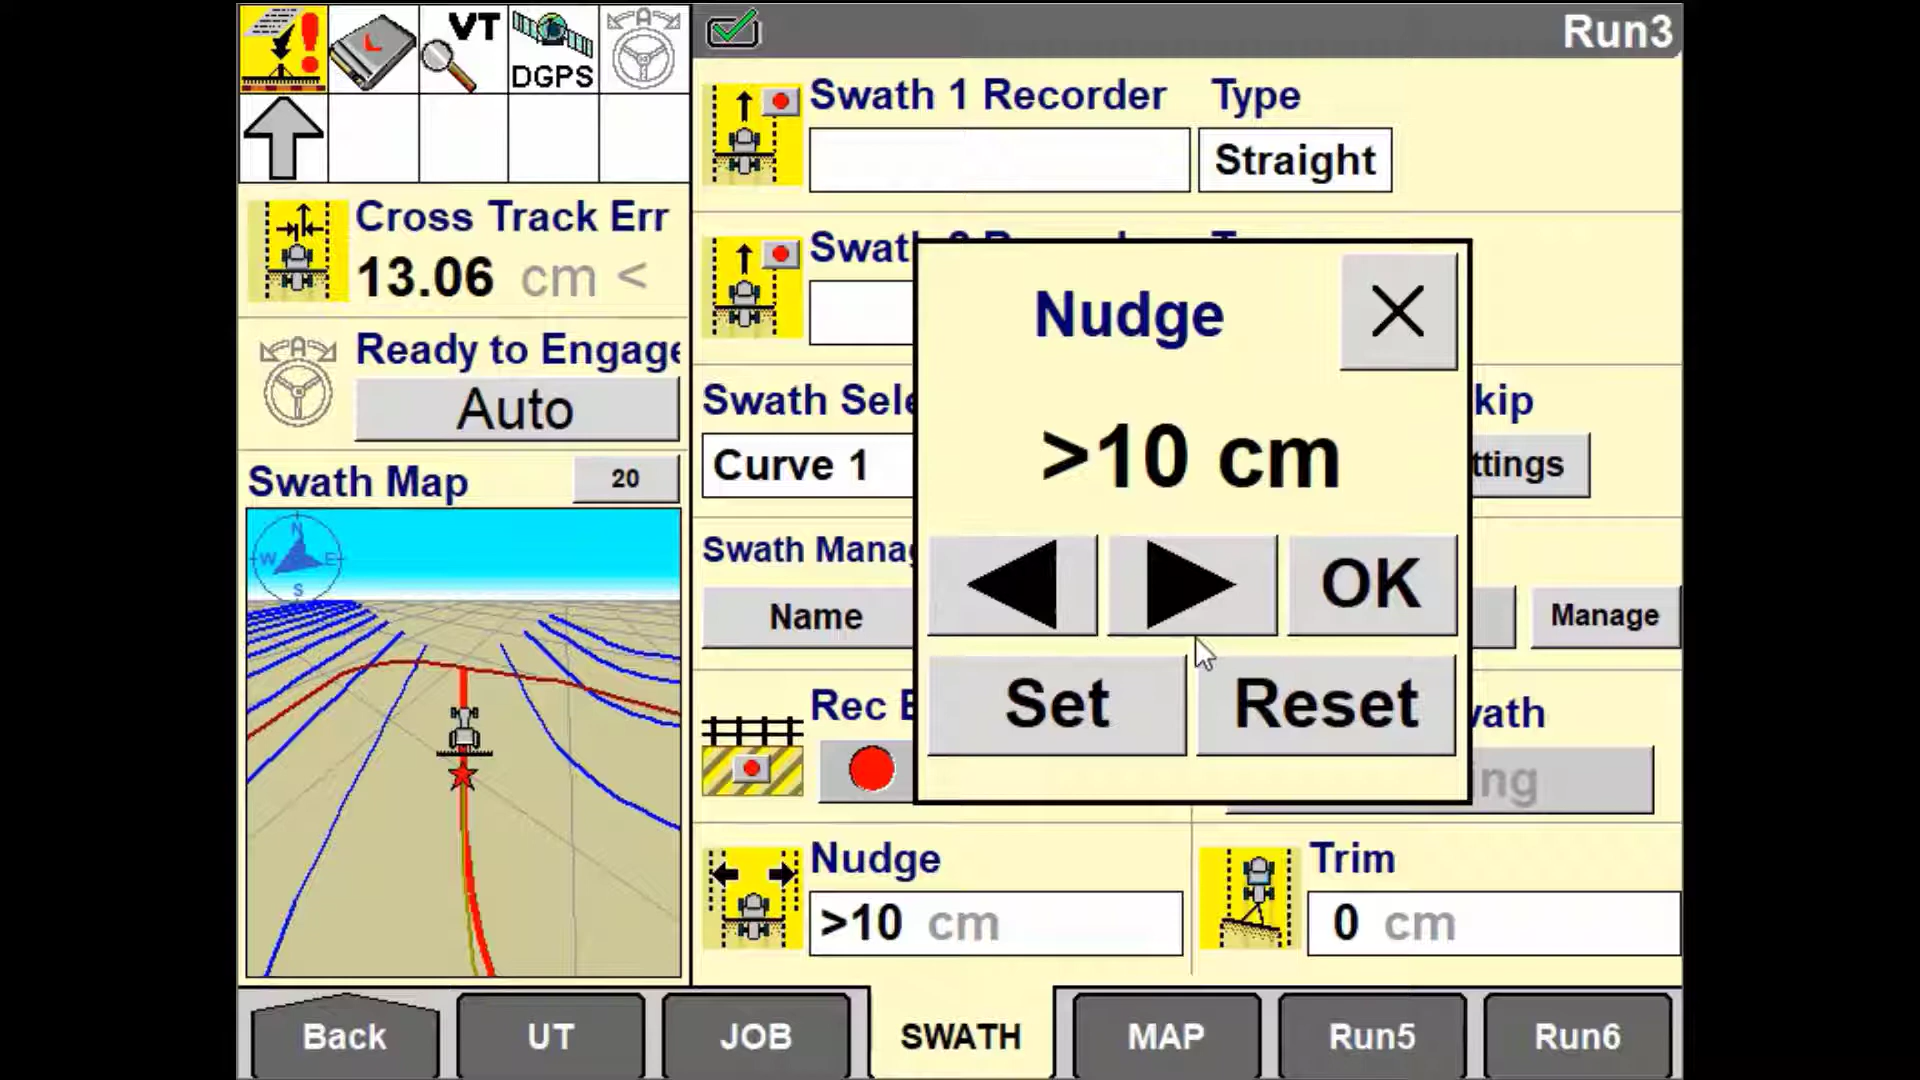 VT
DGPS
A
L
Run3
Swath 1 Recorder Type
Straight
Cross Track Err
13.06 cm <
A
Ready to Engage
Auto
Swath Map 20
N
W E
S
Swath
Swath Sele
Curve 1
kip
ttings
Swath Mana
Name
Manage
Rec
vath
ng
Nudge
>10 cm
OK
Set Reset
Nudge Trim
>10 cm 0 cm
Back UT JOB SWATH MAP Run5 Run6